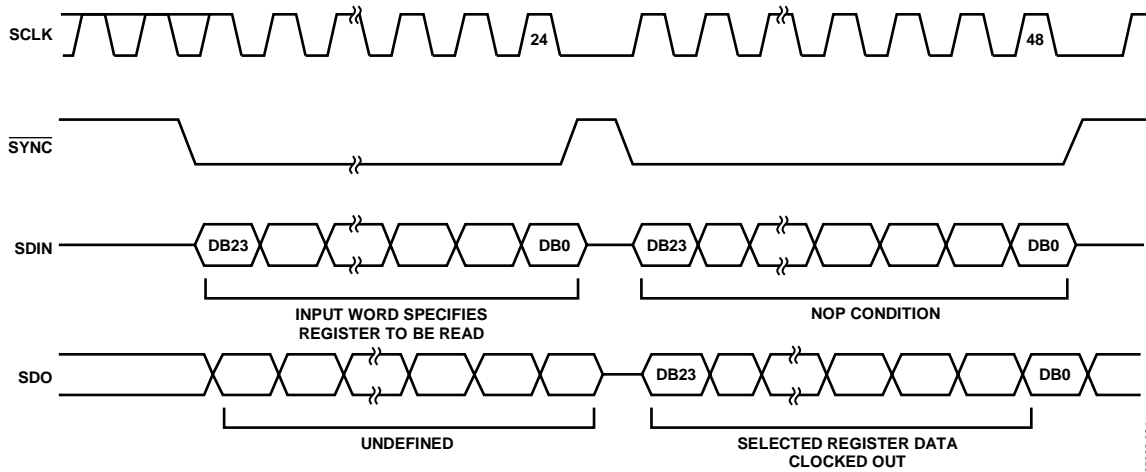 SCLK
24
48
SYNC
SDIN
DB23
DB0
DB23
DB0
INPUT WORD SPECIFIES
REGISTER TO BE READ
NOP CONDITION
SDO
DB23
DB0
UNDEFINED
SELECTED REGISTER DATA
CLOCKED OUT